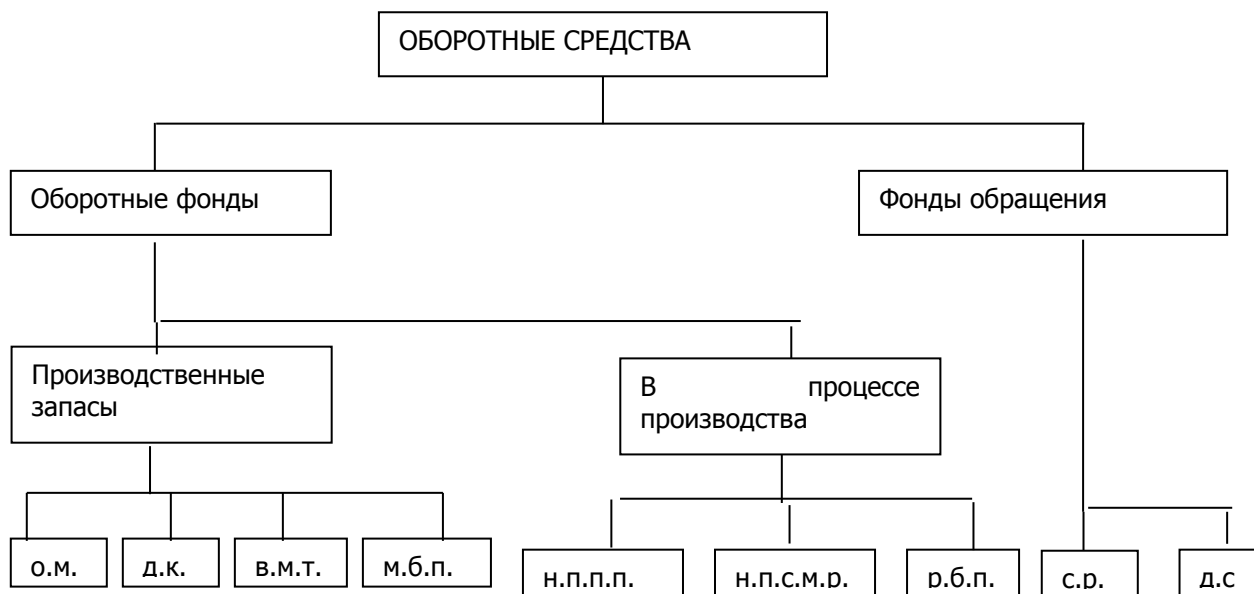 ОБОРОТНЫЕ СРЕДСТВА
Оборотные фонды
Фонды обращения
Производственные
запасы
В процессе
производства
о.м.
д.к.
в.м.т.
м.б.п.
н.п.п.п.
н.п.с.м.р.
р.б.п.
с.р.
д.с